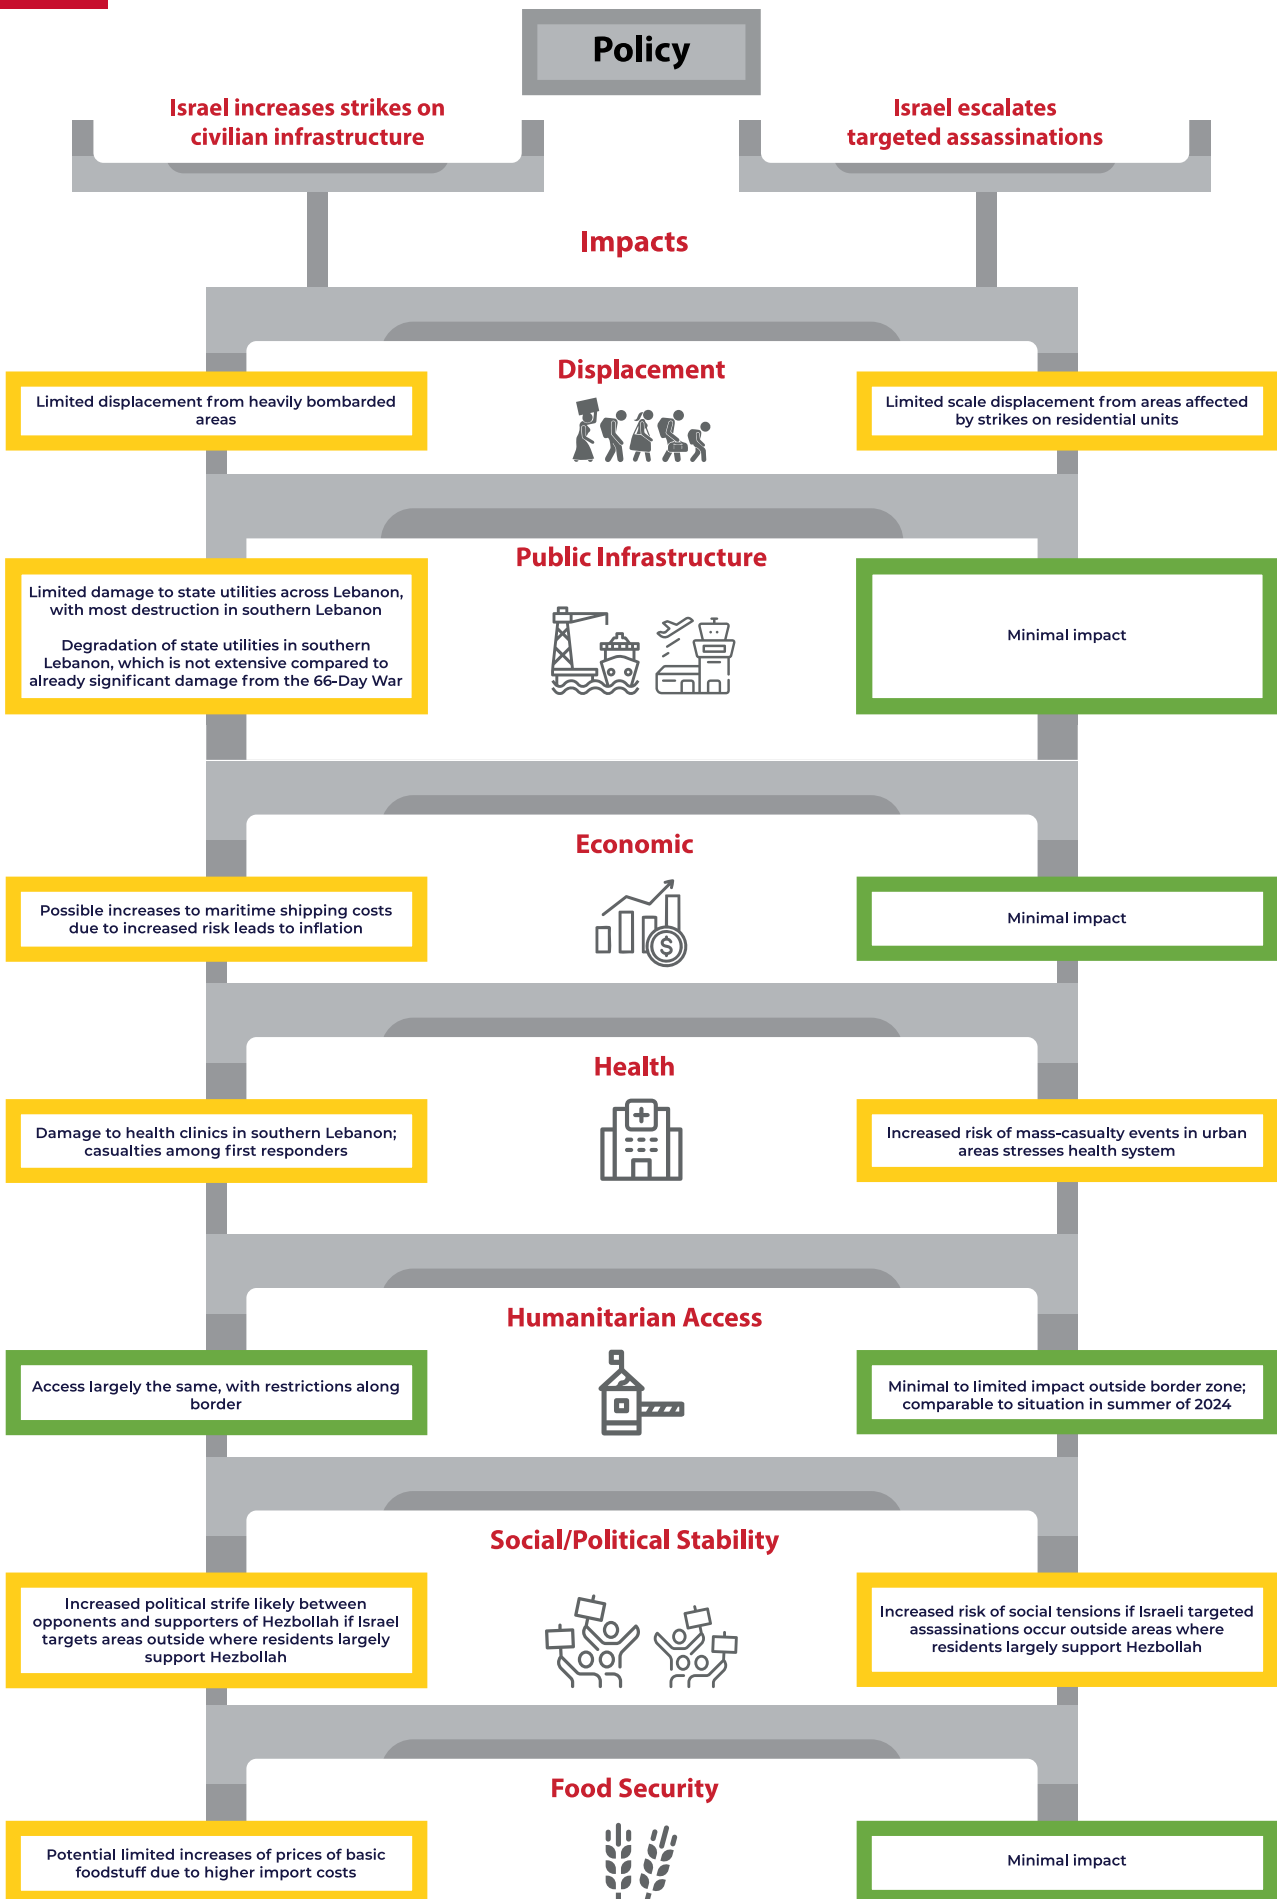 Policy
Israel increases strikes on
civilian infrastructure
Israel escalates
targeted assassinations
Impacts
Displacement
Limited displacement from heavily bombarded
areas
Limited scale displacement from areas affected
by strikes on residential units
Public Infrastructure
Limited damage to state utilities across Lebanon,
with most destruction in southern Lebanon
Degradation of state utilities in southern
Lebanon, which is not extensive compared to
already significant damage from the 66-Day War
Minimal impact
Economic
Possible increases to maritime shipping costs
due to increased risk leads to inflation
Minimal impact
Health
Damage to health clinics in southern Lebanon;
casualties among first responders
Increased risk of mass-casualty events in urban
areas stresses health system
Humanitarian Access
Access largely the same, with restrictions along
border
Minimal to limited impact outside border zone;
comparable to situation in summer of 2024
Social/Political Stability
Increased political strife likely between
opponents and supporters of Hezbollah if Israel
targets areas outside where residents largely
support Hezbollah
Increased risk of social tensions if Israeli targeted
assassinations occur outside areas where
residents largely support Hezbollah
Food Security
Potential limited increases of prices of basic
foodstuff due to higher import costs
Minimal impact